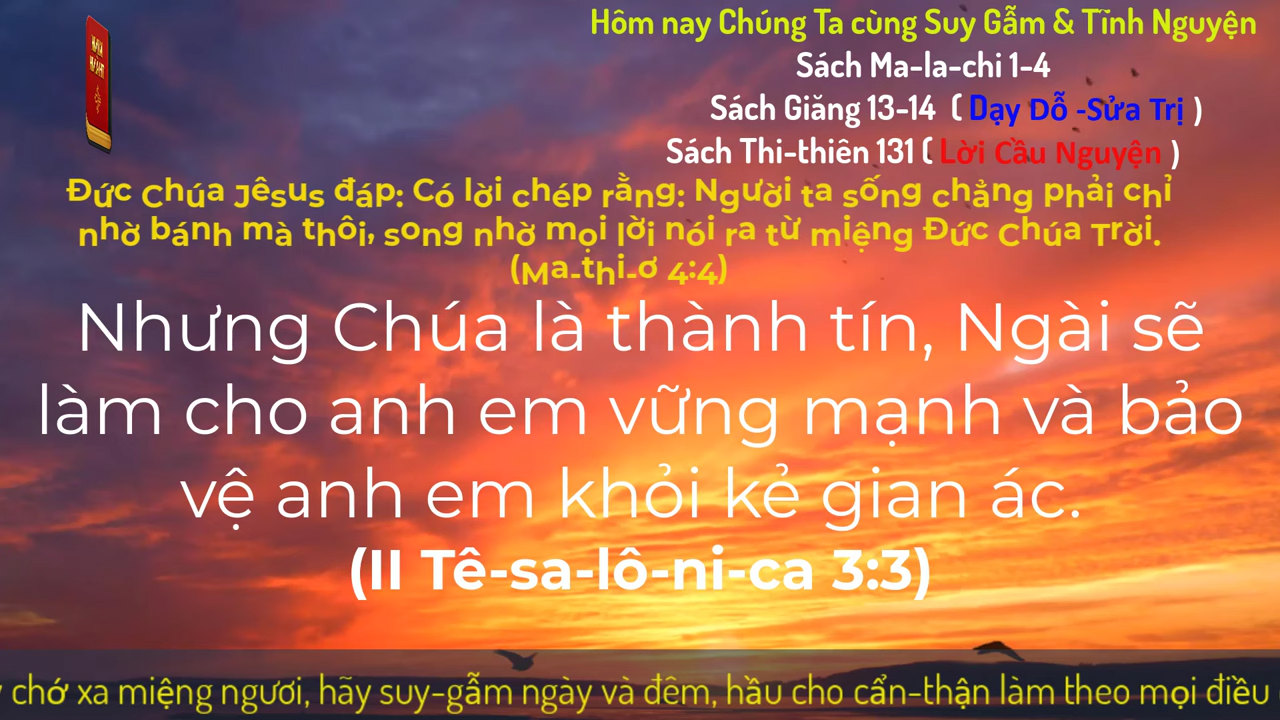 Hôm nay Chúng Ta cùng Suy Gẫm & Tĩnh Nguyện
Sách Ma-la-chi 1-4
Sách Giăng 13-14 ( Dạy Dỗ -Sửa Trị )
Sách Thi-thiên 131 ( Lời Cầu Nguyện )
Đức Chúa Jêsus đáp: Có lời chép rằng: Người ta sống chẳng phải chỉ
nhờ bánh mà thôi, song nhờ mọi lời nói ra từ miệng Đức Chúa Trời.
(Ma-thi-ơ 4:4)
Nhưng Chúa là thành tín, Ngài sẽ
làm cho anh em vững mạnh và bảo
vệ anh em khỏi kẻ gian ác.
(II Tê-sa-lô-ni-ca 3:3)
chớ xa miệng ngươi, hãy suy-gẫm ngày và đêm, hầu cho cẩn-thận làm theo mọi điều